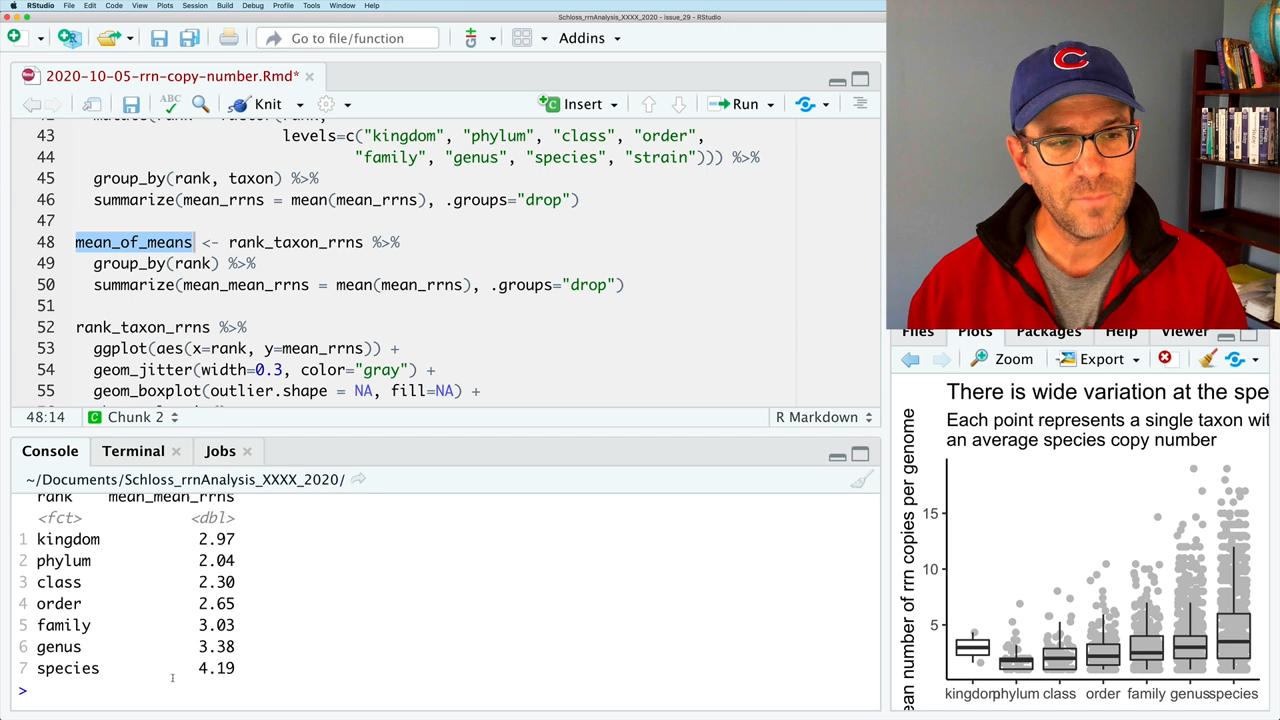 RStudio File Edit Code View Plots Session Build Debug Profile Tools Window Help
Schloss_rrnAnalysis_XXXX_2020 - issue_29 - RStudio
Go to file/function Addins
2020-10-05-rrn-copy-number.Rmd*
ABC Knit Insert Run
43 levels=c("kingdom", "phylum", "class", "order",
44 "family", "genus", "species", "strain"))) %>%
45 group_by(rank, taxon) %>%
46 summarize(mean_rrns = mean(mean_rrns), .groups="drop")
47
48 mean_of_means <- rank_taxon_rrns %>%
49 group_by(rank) %>%
50 summarize(mean_mean_rrns = mean(mean_rrns), .groups="drop")
51
52 rank_taxon_rrns %>%
53 ggplot(aes(x=rank, y=mean_rrns)) +
54 geom_jitter(width=0.3, color="gray") +
55 geom_boxplot(outlier.shape = NA, fill=NA) +
48:14 Chunk 2 R Markdown
Console Terminal Jobs
~/Documents/Schloss_rrnAnalysis_XXXX_2020/
rank mean_mean_rrns
<fct> <dbl>
1 kingdom 2.97
2 phylum 2.04
3 class 2.30
4 order 2.65
5 family 3.03
6 genus 3.38
7 species 4.19
>
C
Files Plots Packages Help Viewer
Zoom Export
There is wide variation at the spe
Each point represents a single taxon wit
an average species copy number
ean number of rrn copies per genome
15
10
5
kingdom phylum class order family genus species